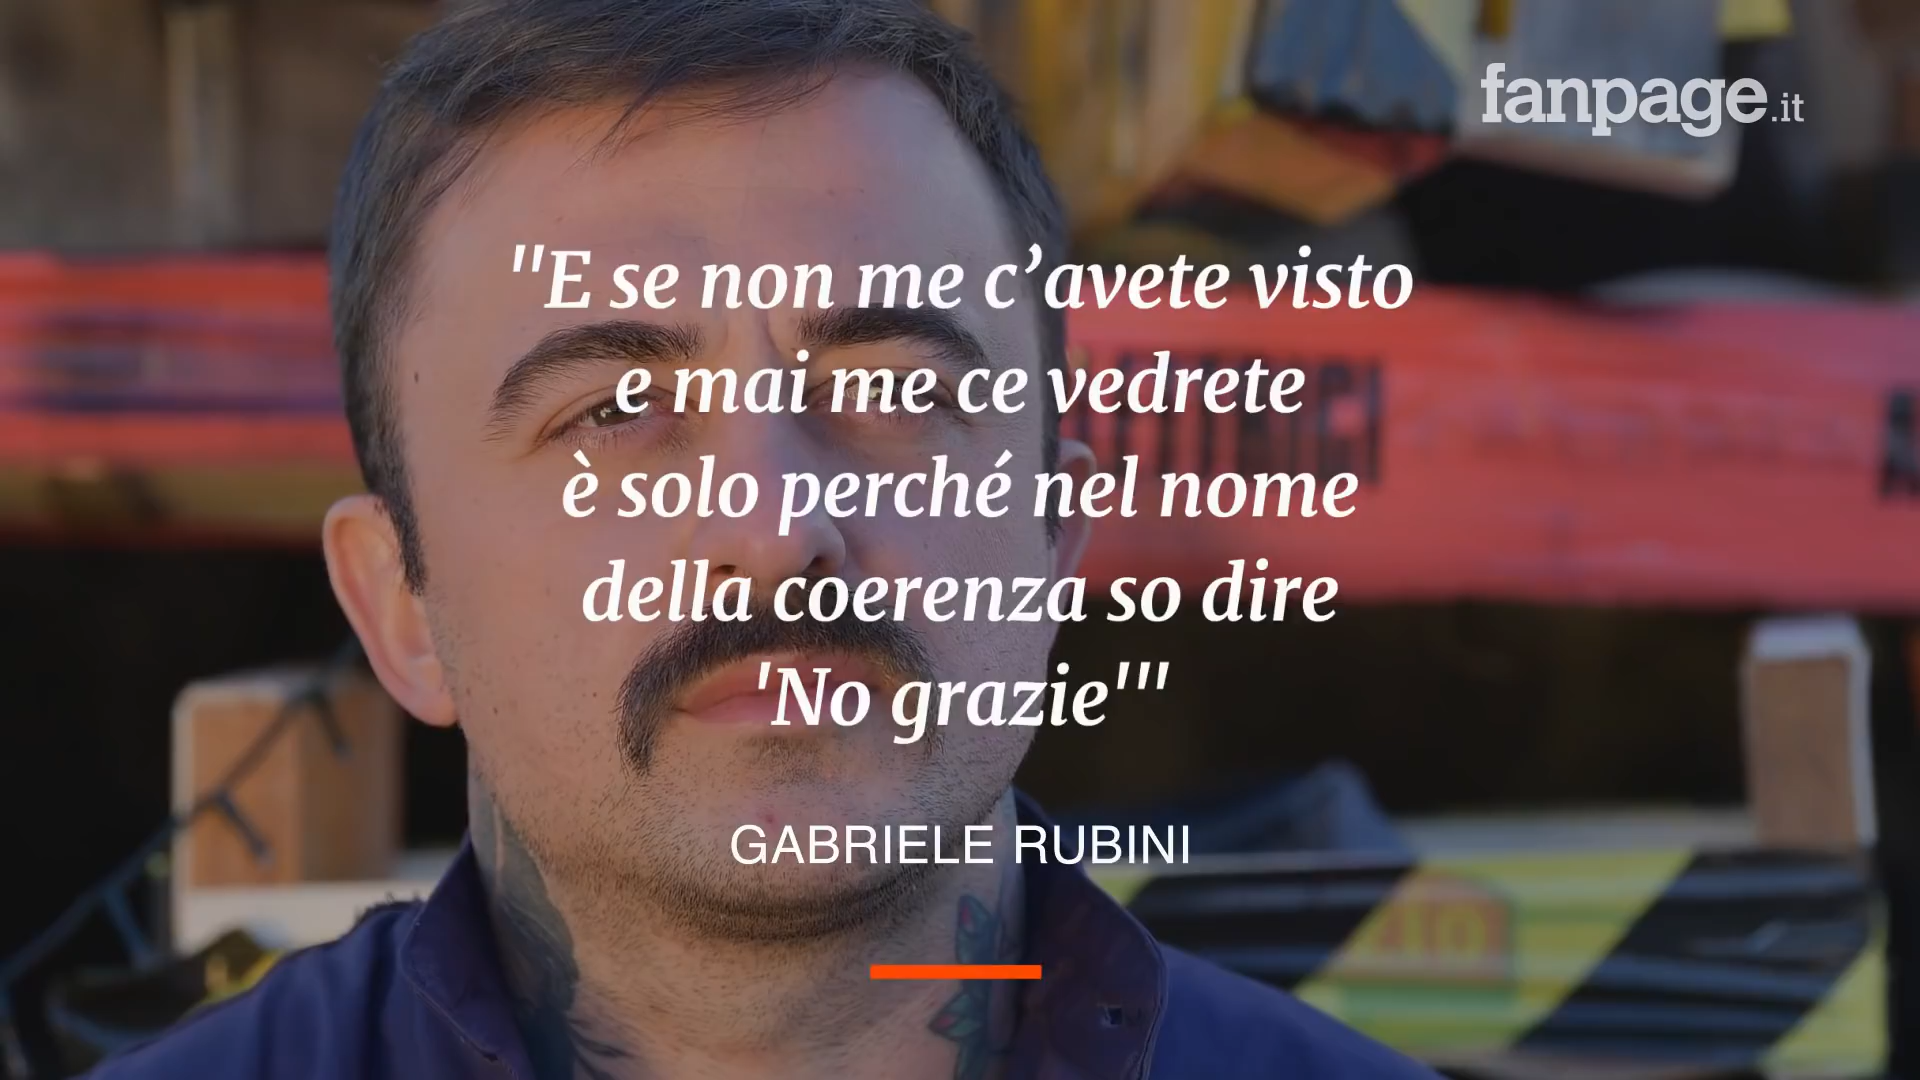 fanpage.it
"E se non me c’avete visto
e mai me ce vedrete
è solo perché nel nome
della coerenza so dire
'No grazie'"
GABRIELE RUBINI